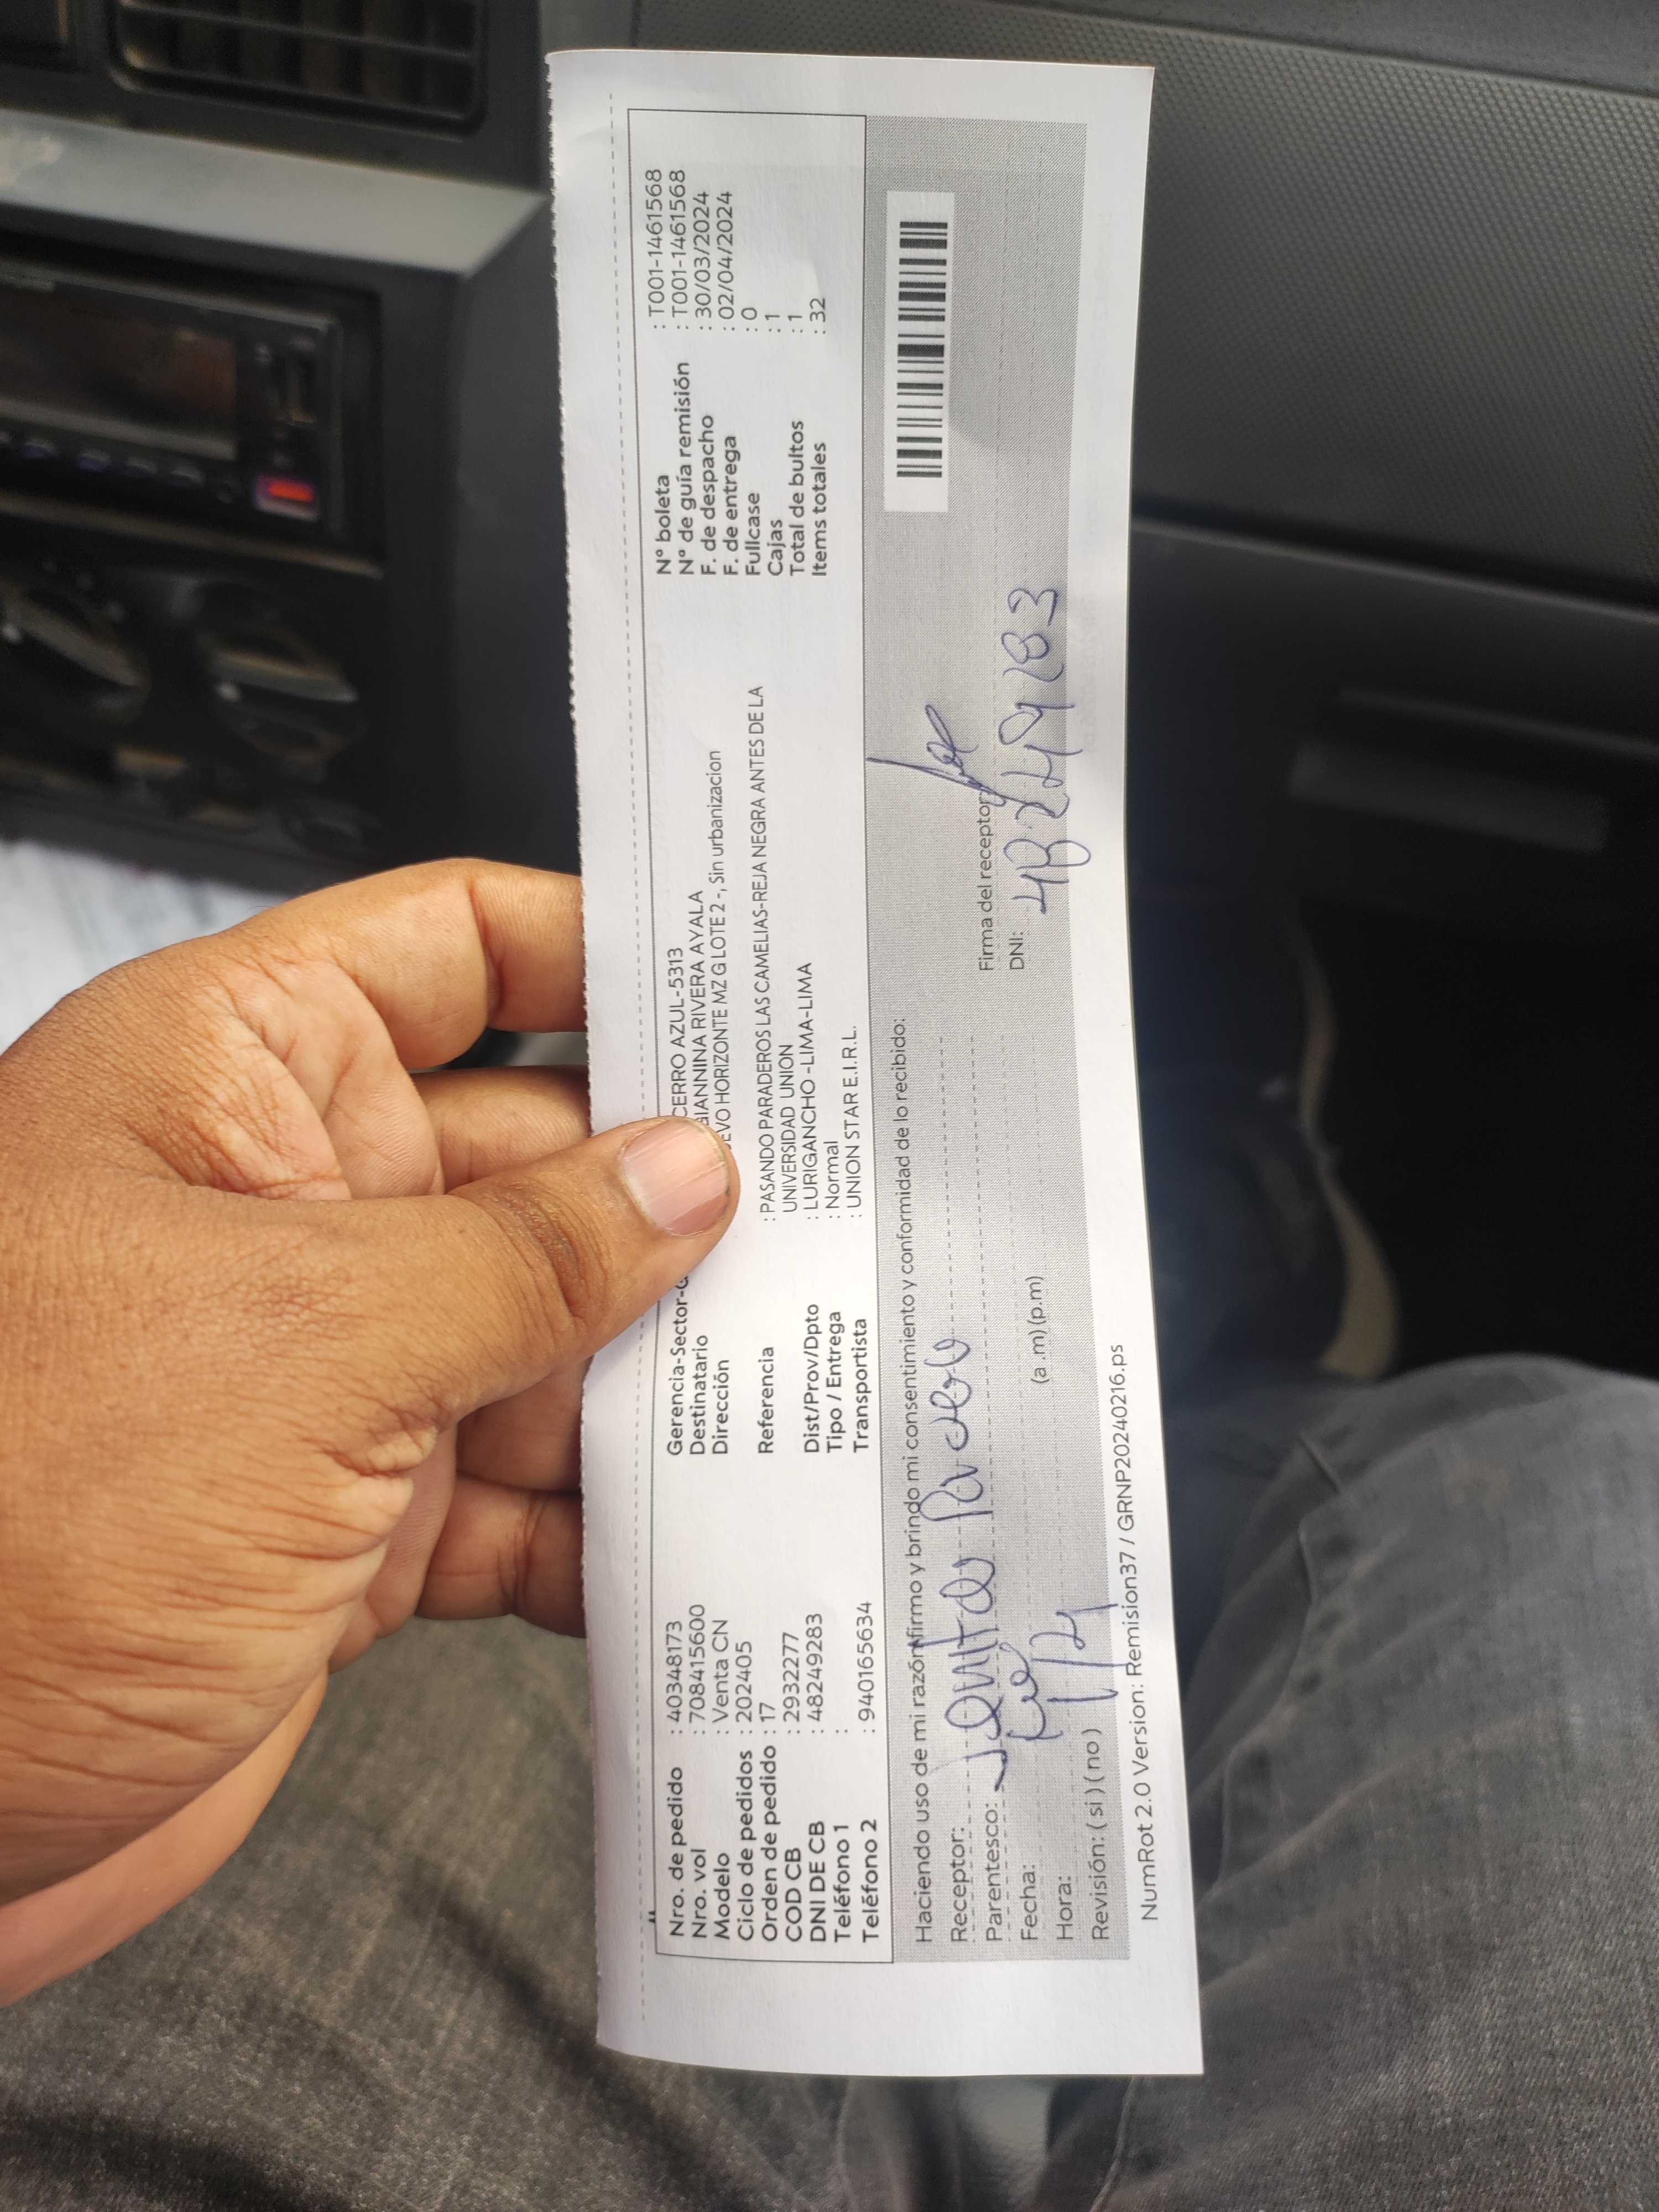 Nro. de pedido : 40348173
Nro. vol : 708415600
Modelo : Venta CN
Ciclo de pedidos : 202405
Orden de pedido : 17
COD CB : 2932277
DNI DE CB : 48249283
Teléfono 1 :
Teléfono 2 : 940165634
Gerencia-Sector-G CERRO AZUL-5313
Destinatario GIANNINA RIVERA AYALA
Dirección EVO HORIZONTE MZ G LOTE 2 -, Sin urbanizacion
Referencia : PASANDO PARADEROS LAS CAMELIAS-REJA NEGRA ANTES DE LA
UNIVERSIDAD UNION
Dist/Prov/Dpto : LURIGANCHO -LIMA-LIMA
Tipo / Entrega : Normal
Transportista : UNION STAR E.I.R.L.
N° boleta : T001-1461568
N° de guía remisión : T001-1461568
F. de despacho : 30/03/2024
F. de entrega : 02/04/2024
Fullcase : 0
Cajas : 1
Total de bultos : 1
Items totales : 32
Haciendo uso de mi razón firmo y brindo mi consentimiento y conformidad de lo recibido:
Receptor:
Parentesco:
Fecha:
Hora: (a .m) (p.m)
Revisión: ( si ) ( no )
Firma del receptor:
DNI:
NumRot 2.0 Version: Remision37 / GRNP20240216.ps